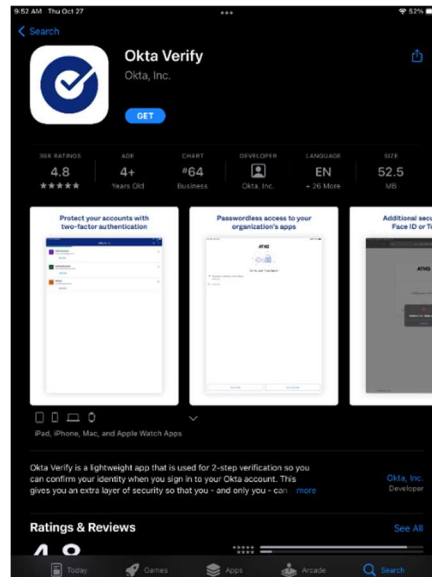 9:52 AM Thu Oct 27
52%
Search
Okta Verify
Okta, Inc.
GET
36K RATINGS
4.8
AGE
4+
Years Old
CHART
#64
Business
DEVELOPER
Okta, Inc.
LANGUAGE
EN
+ 26 More
SIZE
52.5
MB
Protect your accounts with
two-factor authentication
Passwordless access to your
organization's apps
ATKO
Additional secu
Face ID or To
ATKO
iPad, iPhone, Mac, and Apple Watch Apps
Okta Verify is a lightweight app that is used for 2-step verification so you
can confirm your identity when you sign in to your Okta account. This
gives you an extra layer of security so that you - and only you - can more
Okta, Inc.
Developer
Ratings & Reviews
See All
4.8
Today
Games
Apps
Arcade
Search